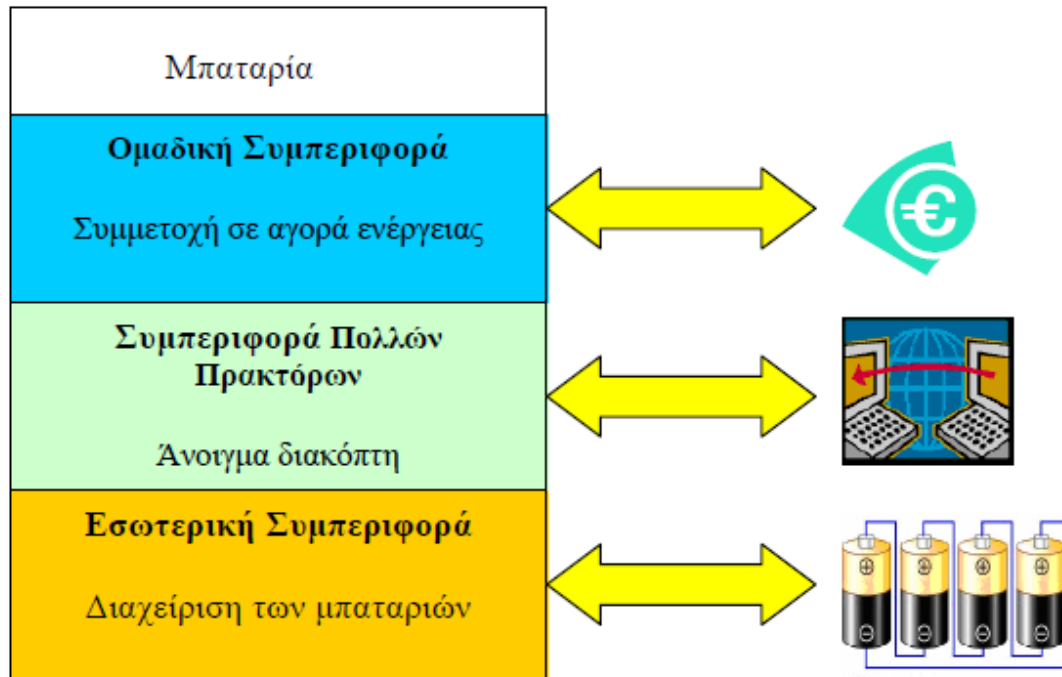 Μπαταρία
Ομαδική Συμπεριφορά
Συμμετοχή σε αγορά ενέργειας
€
Συμπεριφορά Πολλών
Πρακτόρων
Άνοιγμα διακόπτη
Εσωτερική Συμπεριφορά
Διαχείριση των μπαταριών